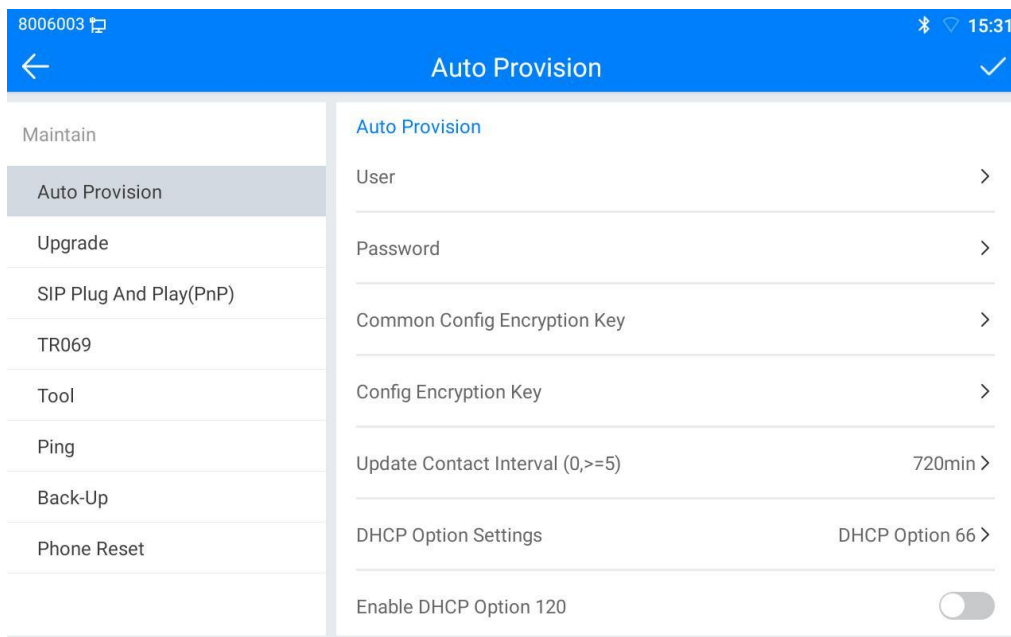 8006003
15:31
Auto Provision
Maintain
Auto Provision
Upgrade
SIP Plug And Play(PnP)
TR069
Tool
Ping
Back-Up
Phone Reset
Auto Provision
User
Password
Common Config Encryption Key
Config Encryption Key
Update Contact Interval (0,>=5) 720min
DHCP Option Settings DHCP Option 66
Enable DHCP Option 120